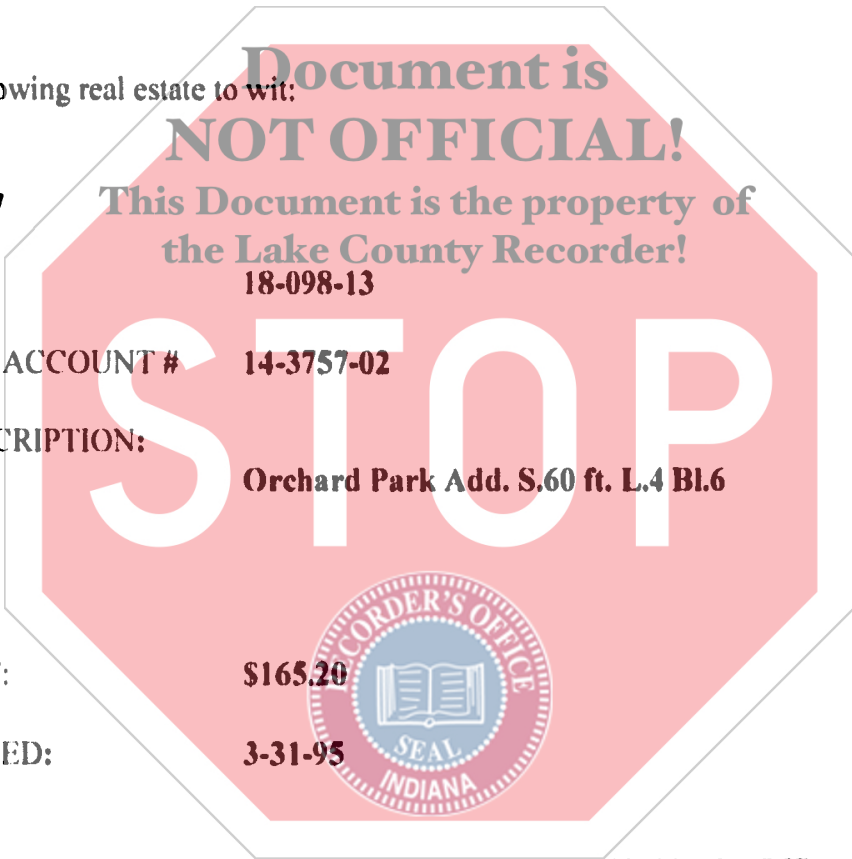 Document is
owing real estate to wit:
NOT OFFICIAL!
This Document is the property of
the Lake County Recorder!
18-098-13
ACCOUNT # 14-3757-02
CRIPTION:
Orchard Park Add. S.60 ft. L.4 Bl.6
STOP
RECORDER'S OFFICE
$165.20
ED: 3-31-95
SEAL
INDIANA